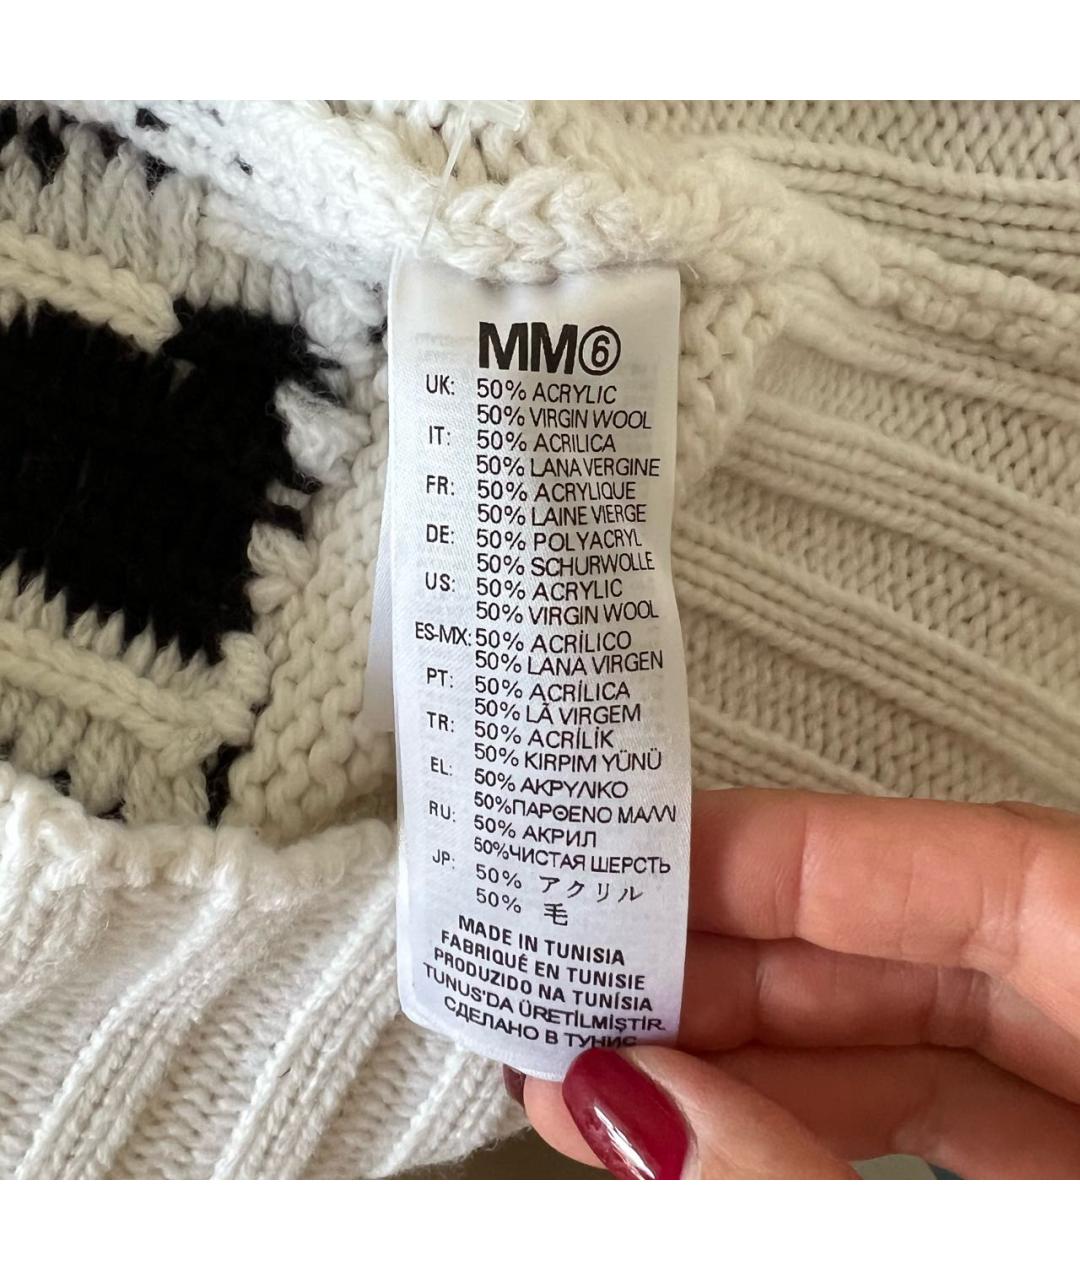 MM⑥
UK: 50% ACRYLIC
50% VIRGIN WOOL
IT: 50% ACRILICA
50% LANA VERGINE
FR: 50% ACRYLIQUE
50% LAINE VIERGE
DE: 50% POLYACRYL
50% SCHURWOLLE
US: 50% ACRYLIC
50% VIRGIN WOOL
ES-MX: 50% ACRÍLICO
50% LANA VIRGEN
PT: 50% ACRÍLICA
50% LÃ VIRGEM
TR: 50% ACRİLİK
50% KIRPIM YÜNÜ
EL: 50% ΑΚΡΥΛΙΚΟ
50% ΠΑΡΘΕΝΟ ΜΑΛΛΙ
RU: 50% АКРИЛ
50% ЧИСТАЯ ШЕРСТЬ
JP: 50% アクリル
50% 毛
MADE IN TUNISIA
FABRIQUÉ EN TUNISIE
PRODUZIDO NA TUNÍSIA
TUNUS'DA ÜRETİLMİŞTİR
СДЕЛАНО В ТУНИС